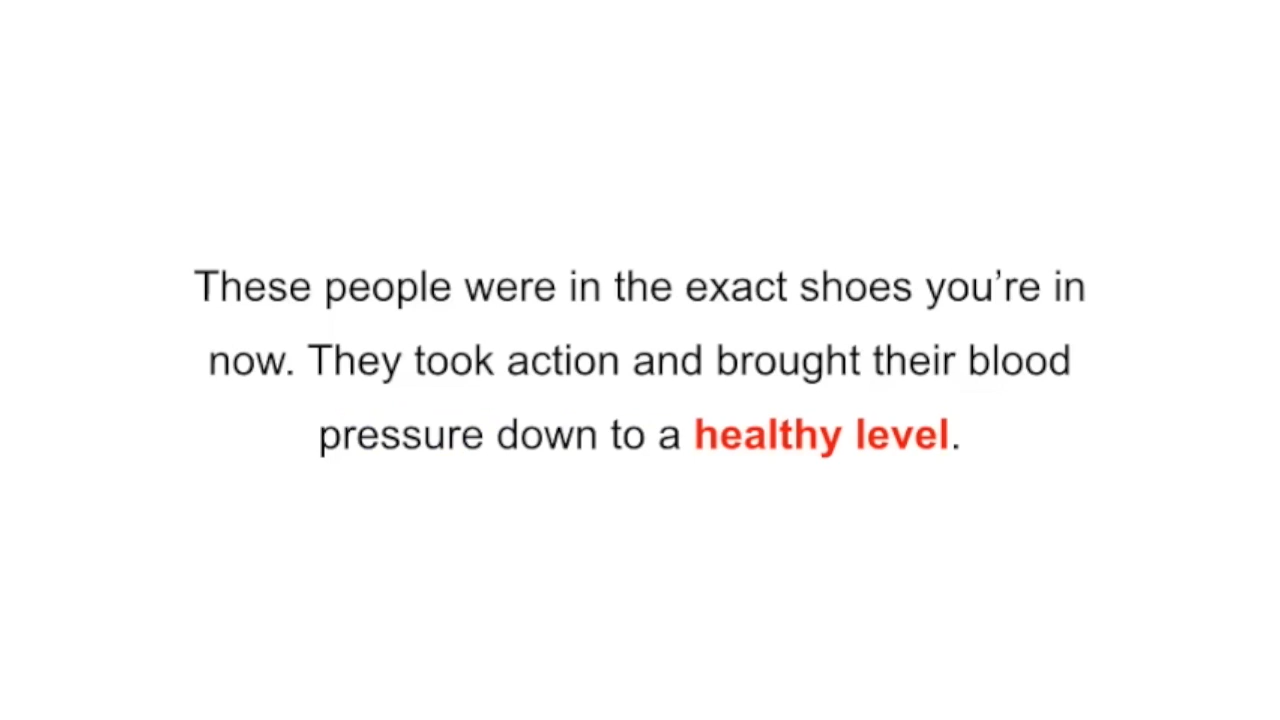 These people were in the exact shoes you’re in
now. They took action and brought their blood
pressure down to a healthy level.